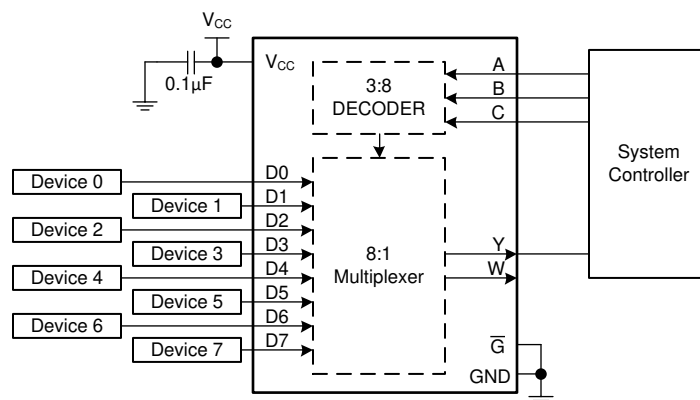 VCC
0.1µF
VCC
3:8
DECODER
A
B
C
System
Controller
Device 0
D0
Device 1
D1
Device 2
D2
Device 3
D3
Device 4
D4
Device 5
D5
Device 6
D6
Device 7
D7
8:1
Multiplexer
Y
W
G
GND